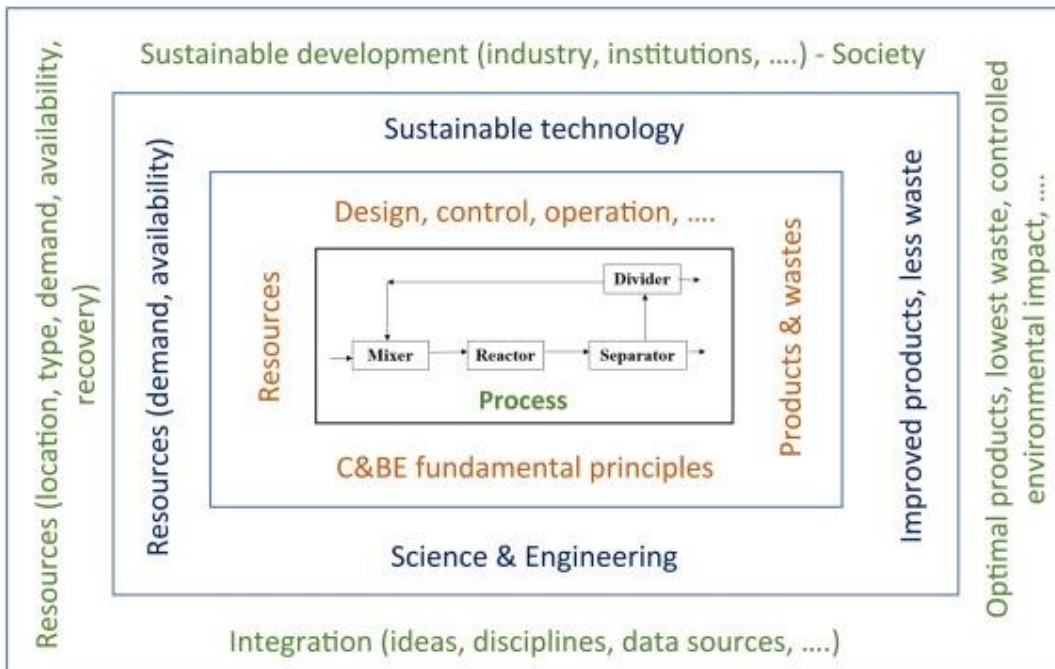 Sustainable development (industry, institutions, ....) - Society
Resources (location, type, demand, availability,
recovery)
Sustainable technology
Resources (demand, availability)
Design, control, operation, ....
Resources
Divider
Mixer
Reactor
Separator
Process
Products & wastes
C&BE fundamental principles
Improved products, less waste
Science & Engineering
Optimal products, lowest waste, controlled
environmental impact, ....
Integration (ideas, disciplines, data sources, ....)